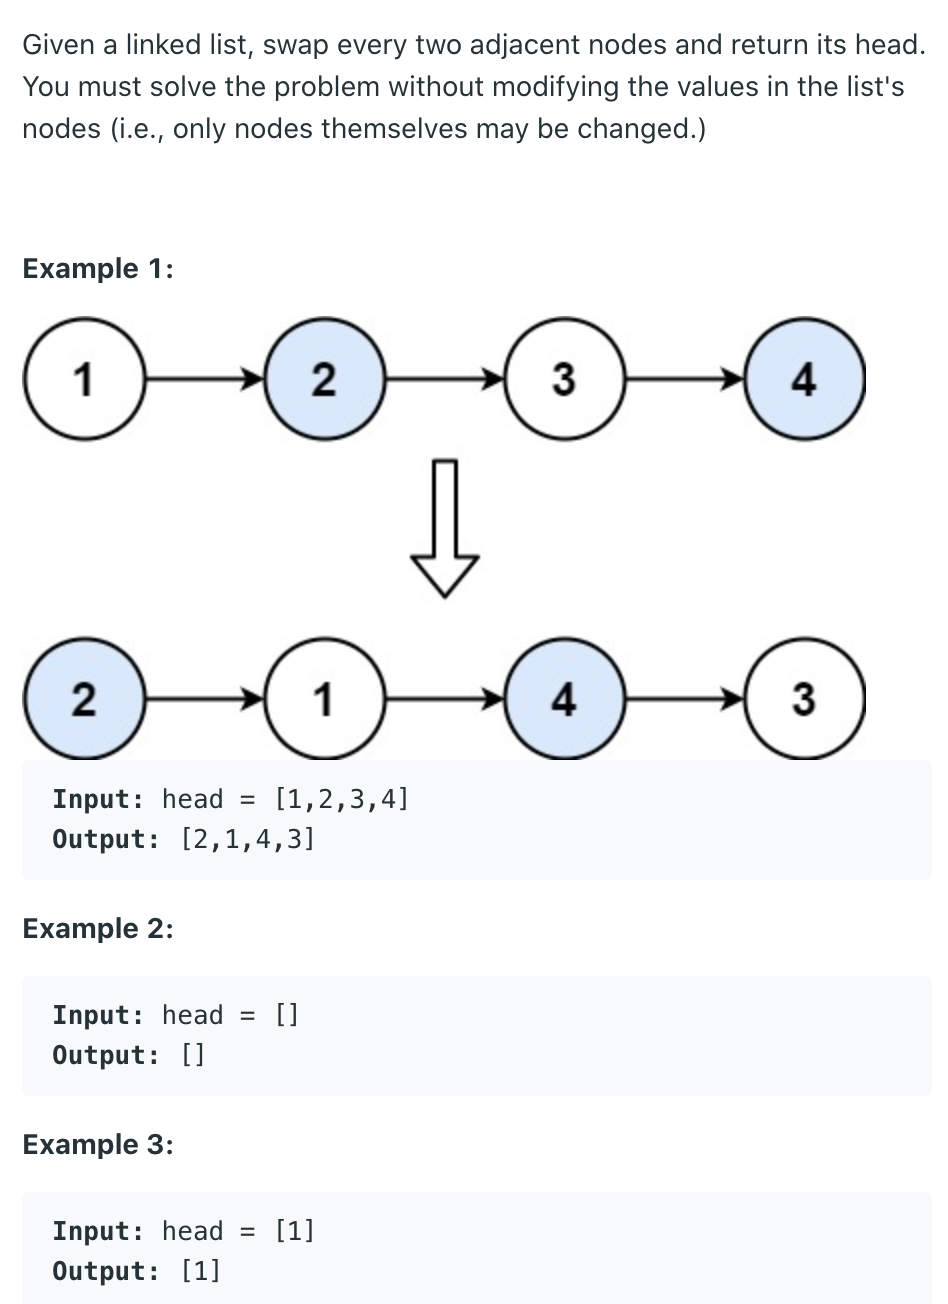 Given a linked list, swap every two adjacent nodes and return its head.
You must solve the problem without modifying the values in the list's
nodes (i.e., only nodes themselves may be changed.)
Example 1:
1 2 3 4
2 1 4 3
Input: head = [1,2,3,4]
Output: [2,1,4,3]
Example 2:
Input: head = []
Output: []
Example 3:
Input: head = [1]
Output: [1]